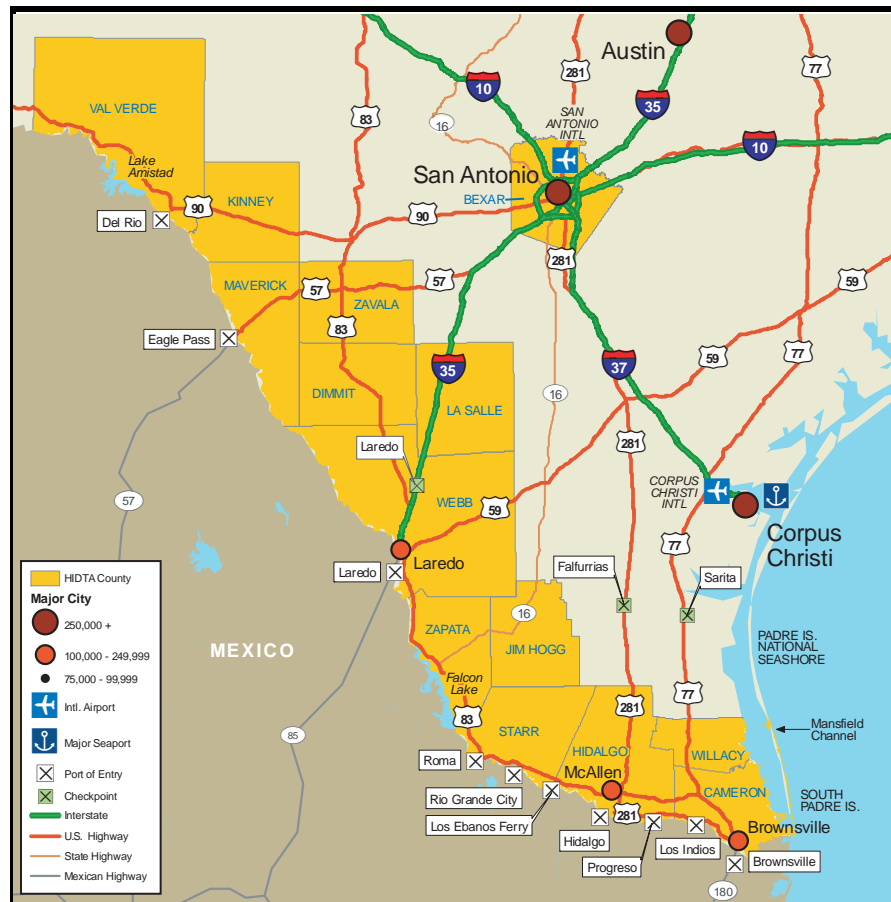 Austin
77
281
10
35
VAL VERDE
83
16
SAN
ANTONIO
INTL
10
Lake
Amistad
San Antonio
BEXAR
KINNEY
90
90
Del Rio
281
MAVERICK
57
57
59
ZAVALA
83
Eagle Pass
77
59
35
37
DIMMIT
16
LA SALLE
281
Laredo
CORPUS
CHRISTI
INTL
57
WEBB
59
Corpus
Christi
77
Laredo
Laredo
Falfurrias
Sarita
16
ZAPATA
JIM HOGG
MEXICO
PADRE IS.
NATIONAL
SEASHORE
Falcon
Lake
77
83
281
STARR
Mansfield
Channel
85
HIDALGO
WILLACY
Roma
McAllen
CAMERON
Rio Grande City
SOUTH
PADRE IS.
Los Ebanos Ferry
281
Hidalgo
Los Indios
Brownsville
Progreso
Brownsville
180
HIDTA County
Major City
250,000 +
100,000 - 249,999
75,000 - 99,999
Intl. Airport
Major Seaport
Port of Entry
Checkpoint
Interstate
U.S. Highway
State Highway
Mexican Highway